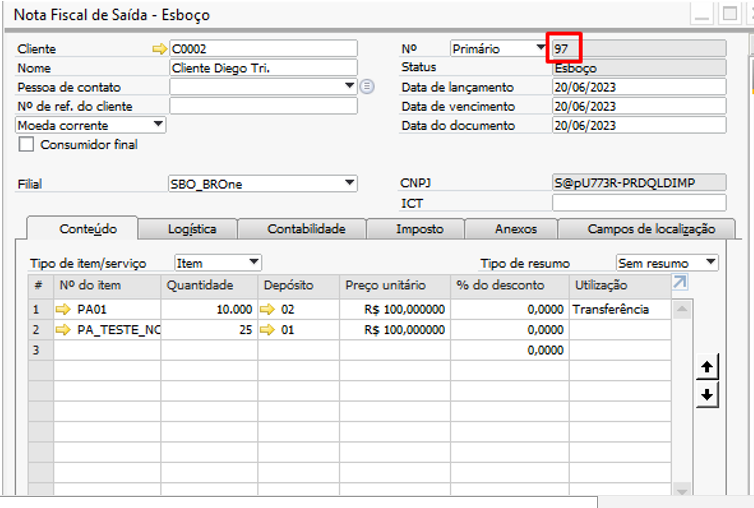 Nota Fiscal de Saída - Esboço
Cliente C0002 Nº Primário 97
Nome Cliente Diego Tri. Status Esboço
Pessoa de contato Data de lançamento 20/06/2023
Nº de ref. do cliente Data de vencimento 20/06/2023
Moeda corrente Data do documento 20/06/2023
Consumidor final
Filial SBO_BROne CNPJ S@pU773R-PRDQLDIMP
ICT
Conteúdo Logística Contabilidade Imposto Anexos Campos de localização
Tipo de item/serviço Item Tipo de resumo Sem resumo
# Nº do item Quantidade Depósito Preço unitário % do desconto Utilização
1 PA01 10.000 02 R$ 100,000000 0,0000 Transferência
2 PA_TESTE_NC 25 01 R$ 100,000000 0,0000
3 0,0000